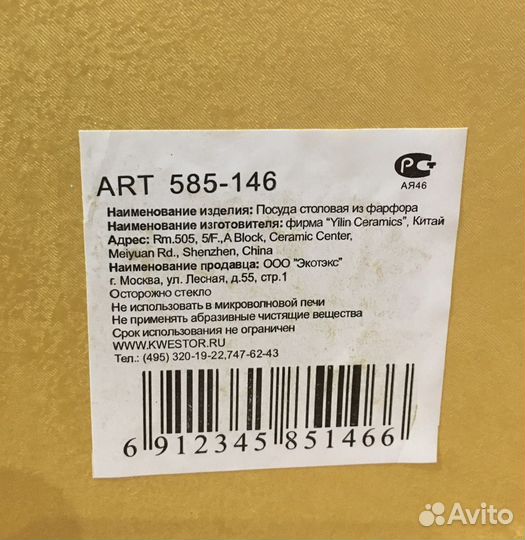 ART 585-146
РСТ
АЯ46
Наименование изделия: Посуда столовая из фарфора
Наименование изготовителя: фирма "Yilin Ceramics", Китай
Адрес: Rm.505, 5/F.,A Block, Ceramic Center,
Meiyuan Rd., Shenzhen, China
Наименование продавца: ООО "Экотэкс"
г. Москва, ул. Лесная, д.55, стр.1
Осторожно стекло
Не использовать в микроволновой печи
Не применять абразивные чистящие вещества
Срок использования не ограничен
WWW.KWESTOR.RU
Тел.: (495) 320-19-22,747-62-43
6 912345 851466
Avito